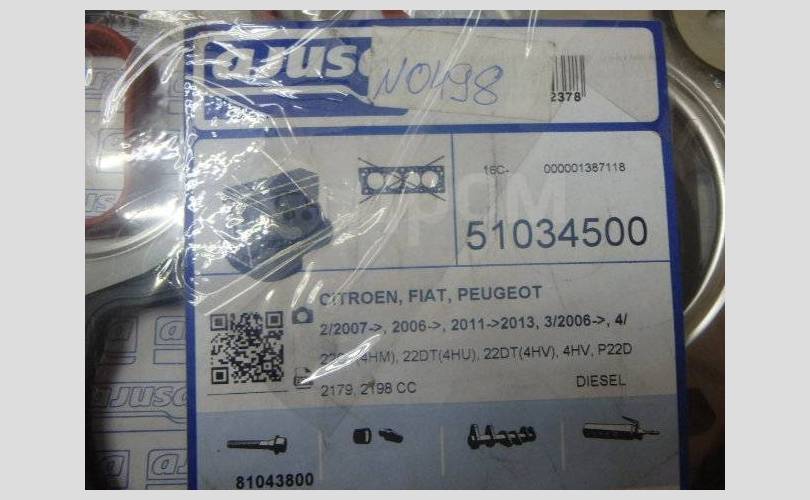 AJUSA
N0498
2378
16C- 000001387118
51034500
CITROEN, FIAT, PEUGEOT
2/2007->, 2006->, 2011->2013, 3/2006->, 4/
22DT(4HU), 22DT(4HV), 4HV, P22D
2179, 2198 CC DIESEL
81043800